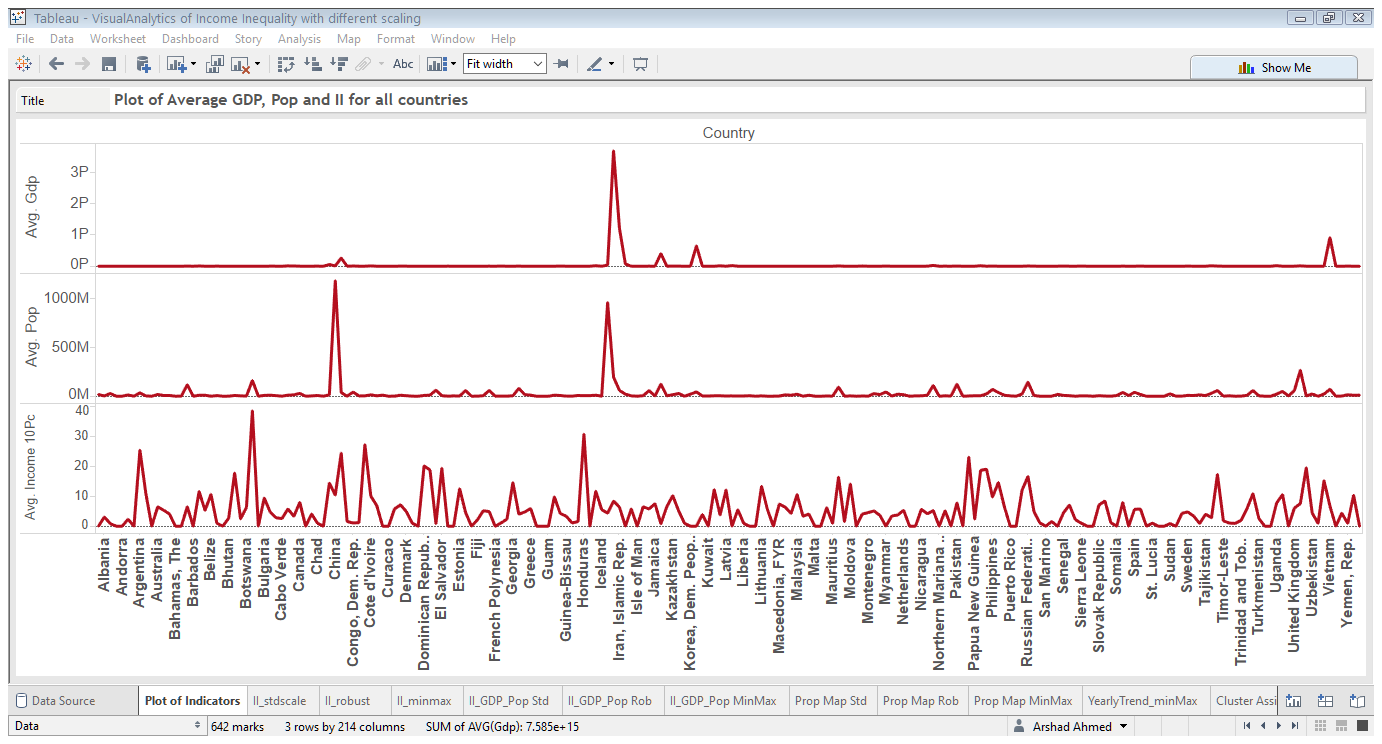 Tableau - VisualAnalytics of Income Inequality with different scaling
File Data Worksheet Dashboard Story Analysis Map Format Window Help
Abc Fit width Show Me
Title Plot of Average GDP, Pop and II for all countries
Country
Avg. Gdp
3P
2P
1P
0P
Avg. Pop
1000M
500M
0M
Avg. Income 10Pc
40
30
20
10
0
Albania
Andorra
Argentina
Australia
Bahamas, The
Barbados
Belize
Bhutan
Botswana
Bulgaria
Cabo Verde
Canada
Chad
China
Congo, Dem. Rep.
Cote d'Ivoire
Curacao
Denmark
Dominican Repub..
El Salvador
Estonia
Fiji
French Polynesia
Georgia
Greece
Guam
Guinea-Bissau
Honduras
Iceland
Iran, Islamic Rep.
Isle of Man
Jamaica
Kazakhstan
Korea, Dem. Peop..
Kuwait
Latvia
Liberia
Lithuania
Macedonia, FYR
Malaysia
Malta
Mauritius
Moldova
Montenegro
Netherlands
Nicaragua
Northern Mariana ..
Pakistan
Papua New Guinea
Philippines
Puerto Rico
Russian Federati..
San Marino
Senegal
Sierra Leone
Slovak Republic
Somalia
Spain
St. Lucia
Sudan
Sweden
Tajikistan
Timor-Leste
Trinidad and Tob..
Turkmenistan
Uganda
United Kingdom
Uzbekistan
Vietnam
Yemen, Rep.
Data Source Plot of Indicators II_stdscale II_robust II_minmax II_GDP_Pop Std II_GDP_Pop Rob II_GDP_Pop MinMax Prop Map Std Prop Map Rob Prop Map MinMax YearlyTrend_minMax Cluster Assi
Data 642 marks 3 rows by 214 columns SUM of AVG(Gdp): 7.585e+15 Arshad Ahmed